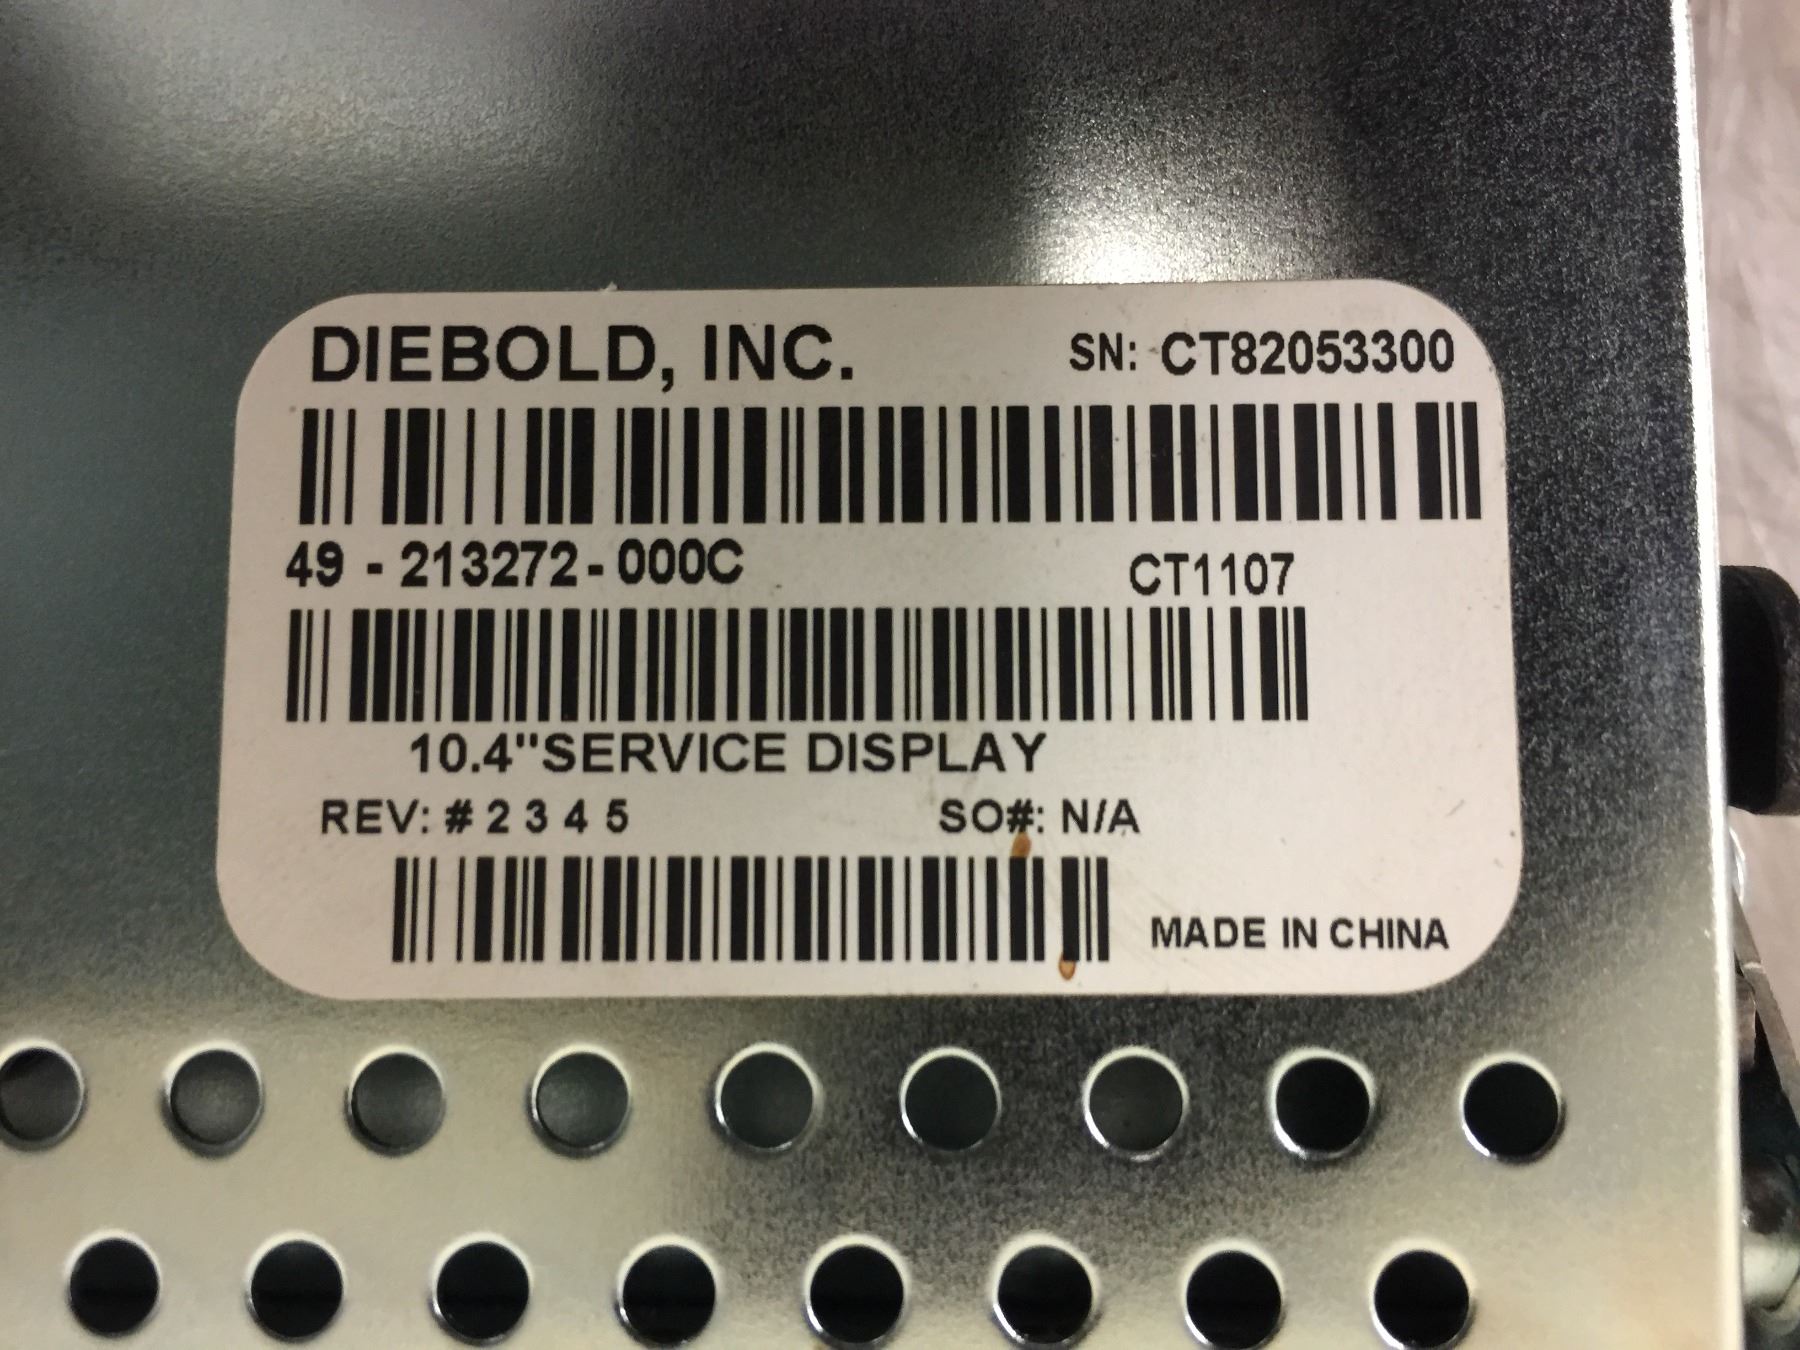 DIEBOLD, INC. SN: CT82053300
49 - 213272 - 000C CT1107
10.4"SERVICE DISPLAY
REV: # 2 3 4 5 SO#: N/A
MADE IN CHINA